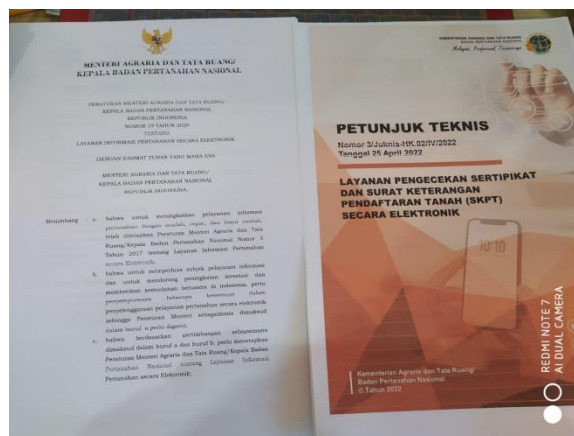 MENTERI AGRARIA DAN TATA RUANG/
KEPALA BADAN PERTANAHAN NASIONAL
PERATURAN MENTERI AGRARIA DAN TATA RUANG/
KEPALA BADAN PERTANAHAN NASIONAL
REPUBLIK INDONESIA
NOMOR 19 TAHUN 2020
TENTANG
LAYANAN INFORMASI PERTANAHAN SECARA ELEKTRONIK
DENGAN RAHMAT TUHAN YANG MAHA ESA
MENTERI AGRARIA DAN TATA RUANG/
KEPALA BADAN PERTANAHAN NASIONAL
REPUBLIK INDONESIA,
Menimbang : a. bahwa untuk meningkatkan pelayanan informasi
pertanahan dengan mudah, cepat, dan biaya rendah,
telah ditetapkan Peraturan Menteri Agraria dan Tata
Ruang/Kepala Badan Pertanahan Nasional Nomor 5
Tahun 2017 tentang Layanan Informasi Pertanahan
secara Elektronik;
b. bahwa untuk memperluas subjek pelayanan informasi
dan untuk mendorong peningkatan investasi dan
memberikan kemudahan berusaha di Indonesia, perlu
penyempurnaan beberapa ketentuan dalam
penyelenggaraan pelayanan pertanahan secara elektronik
sehingga Peraturan Menteri sebagaimana dimaksud
dalam huruf a perlu diganti;
c. bahwa berdasarkan pertimbangan sebagaimana
dimaksud dalam huruf a dan huruf b, perlu menetapkan
Peraturan Menteri Agraria dan Tata Ruang/Kepala Badan
Pertanahan Nasional tentang Layanan Informasi
Pertanahan secara Elektronik;
KEMENTERIAN AGRARIA DAN TATA RUANG/
BADAN PERTANAHAN NASIONAL
Melayani, Profesional, Terpercaya
PETUNJUK TEKNIS
Nomor 3/Juknis-HK.02/IV/2022
Tanggal 25 April 2022
LAYANAN PENGECEKAN SERTIPIKAT
DAN SURAT KETERANGAN
PENDAFTARAN TANAH (SKPT)
SECARA ELEKTRONIK
10:10
Kementerian Agraria dan Tata Ruang/
Badan Pertanahan Nasional
© Tahun 2022
REDMI NOTE 7
AI DUAL CAMERA